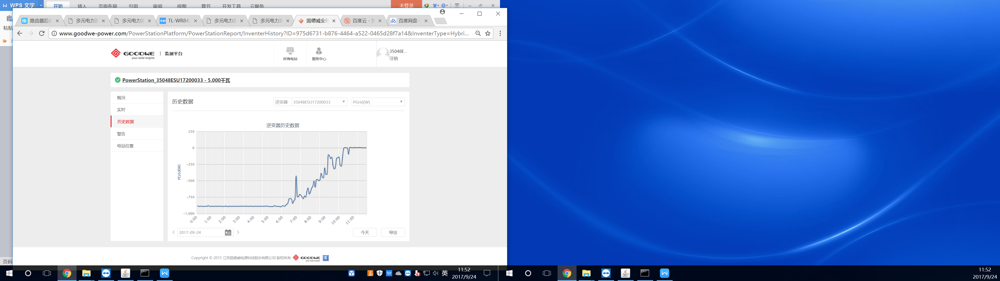 WPS 文字
开始 插入 页面布局 引用 审阅 视图 章节 开发工具 云服务 未登录
粘贴
路由器后台 多元电力 多元电力 TL-WR842 多元电力 多元电力 固德威全球 百度云 - 搜 百度网盘-
www.goodwe-power.com/PowerStationPlatform/PowerStationReport/InventerHistory?ID=975d6731-b876-4464-a522-0465d28f7a14&InventerType=Hybri...
GOODWE | 监测平台
your solar engine
所有电站
服务中心
35048E...
注销
PowerStation_35048ESU17200033 - 5.000千瓦
概况
实时
历史数据
警告
电站位置
历史数据
逆变器 35048ESU17200033
PGrid(W)
逆变器历史数据
250
0
-250
-500
-750
-1,000
PGrid(W)
0:00 1:00 2:00 3:00 4:00 5:00 6:00 7:00 8:00 9:00 10:00 11:00
2017-09-24
今天
导出
Copyright © 2015 江苏固德威电源科技股份有限公司 版权所有 GOODWE
your solar engine
页码
英
11:52
2017/9/24
11:52
2017/9/24